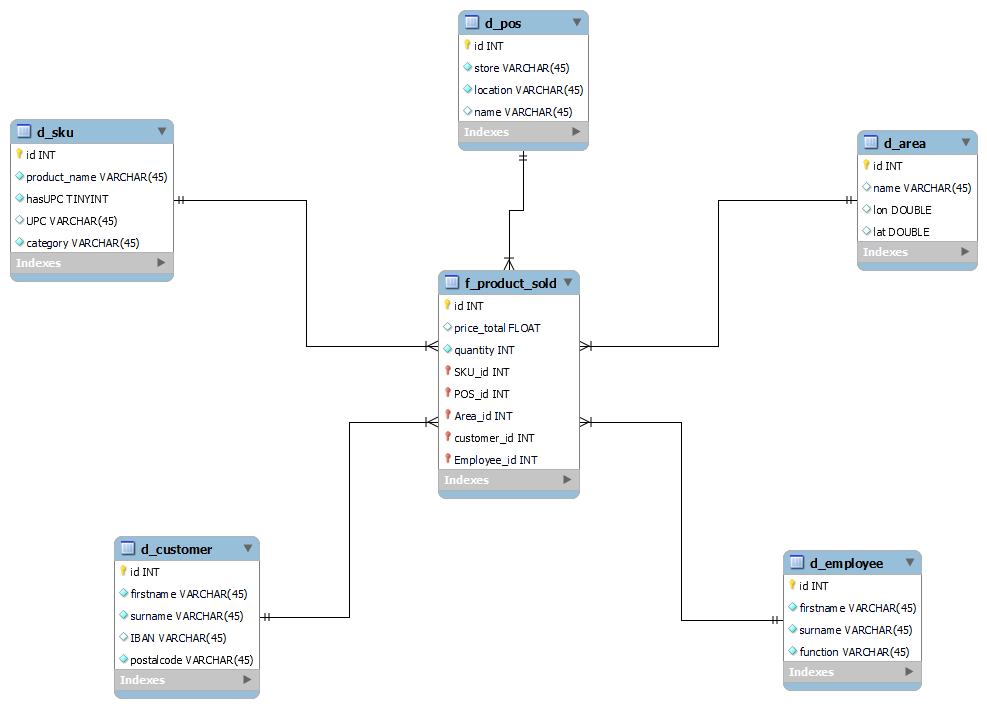 d_pos
id INT
store VARCHAR(45)
location VARCHAR(45)
name VARCHAR(45)
Indexes
d_sku
id INT
product_name VARCHAR(45)
hasUPC TINYINT
UPC VARCHAR(45)
category VARCHAR(45)
Indexes
d_area
id INT
name VARCHAR(45)
lon DOUBLE
lat DOUBLE
Indexes
f_product_sold
id INT
price_total FLOAT
quantity INT
SKU_id INT
POS_id INT
Area_id INT
customer_id INT
Employee_id INT
Indexes
d_customer
id INT
firstname VARCHAR(45)
surname VARCHAR(45)
IBAN VARCHAR(45)
postalcode VARCHAR(45)
Indexes
d_employee
id INT
firstname VARCHAR(45)
surname VARCHAR(45)
function VARCHAR(45)
Indexes